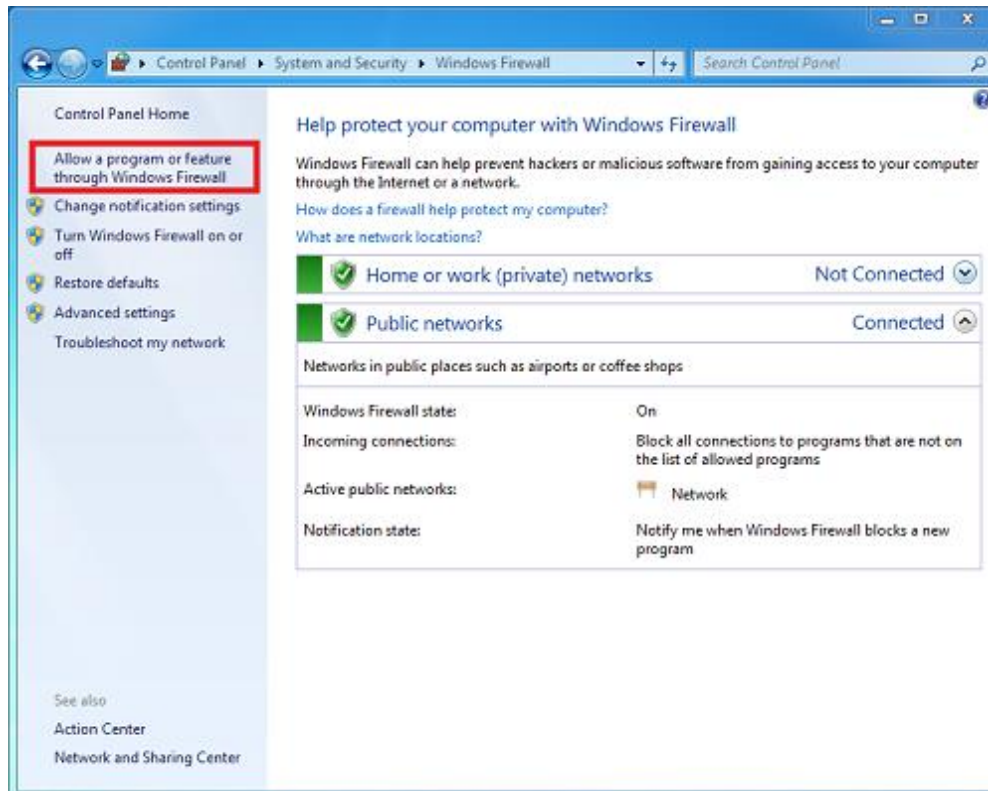 Control Panel ▸ System and Security ▸ Windows Firewall
Search Control Panel
Control Panel Home
Allow a program or feature
through Windows Firewall
Change notification settings
Turn Windows Firewall on or
off
Restore defaults
Advanced settings
Troubleshoot my network
See also
Action Center
Network and Sharing Center
Help protect your computer with Windows Firewall
Windows Firewall can help prevent hackers or malicious software from gaining access to your computer
through the Internet or a network.
How does a firewall help protect my computer?
What are network locations?
Home or work (private) networks Not Connected
Public networks Connected
Networks in public places such as airports or coffee shops
Windows Firewall state: On
Incoming connections: Block all connections to programs that are not on
the list of allowed programs
Active public networks: Network
Notification state: Notify me when Windows Firewall blocks a new
program